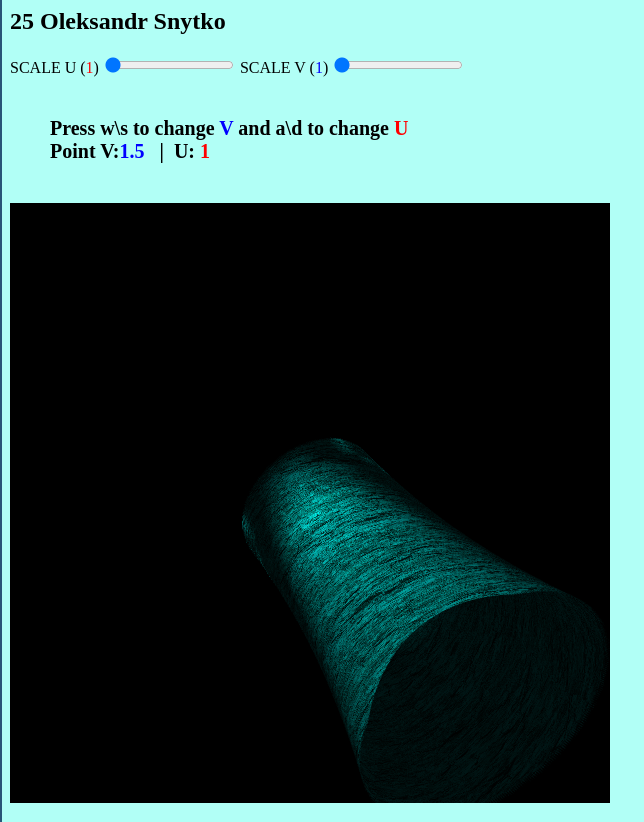 25 Oleksandr Snytko
SCALE U (1) SCALE V (1)
Press w\s to change V and a\d to change U
Point V:1.5 | U: 1